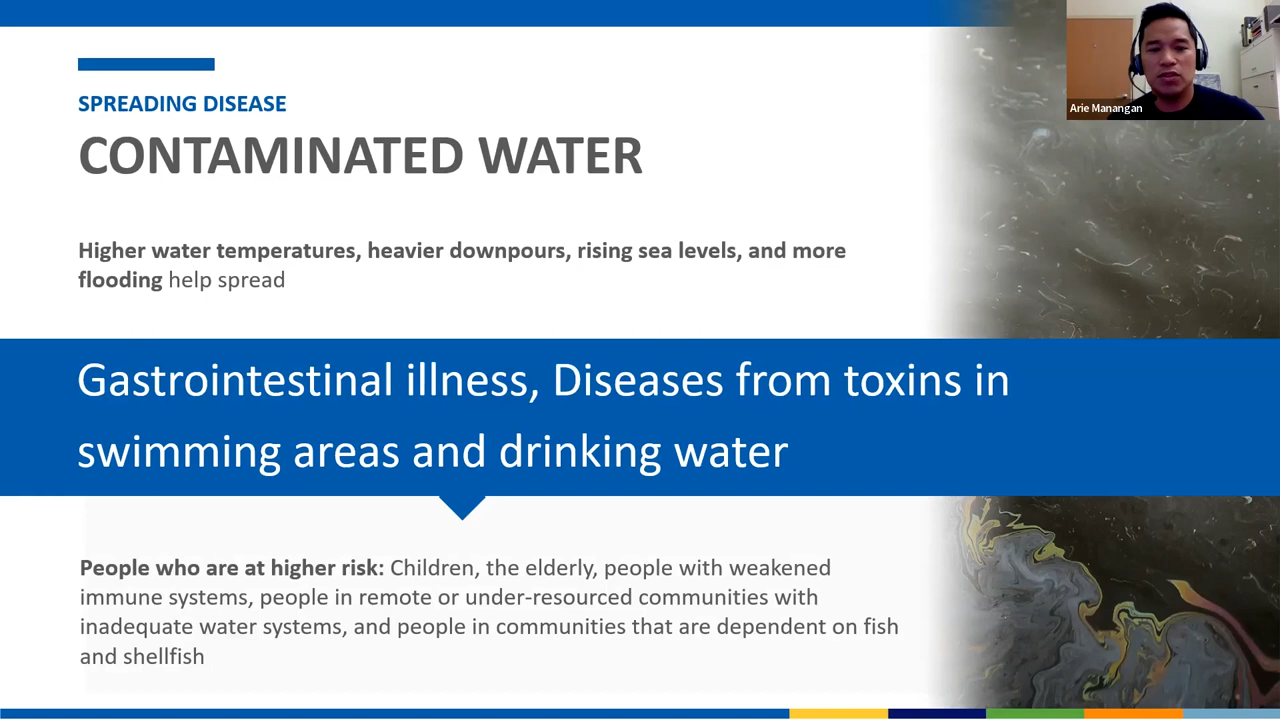 SPREADING DISEASE
CONTAMINATED WATER
Higher water temperatures, heavier downpours, rising sea levels, and more
flooding help spread
Gastrointestinal illness, Diseases from toxins in
swimming areas and drinking water
People who are at higher risk: Children, the elderly, people with weakened
immune systems, people in remote or under-resourced communities with
inadequate water systems, and people in communities that are dependent on fish
and shellfish
Arie Manangan